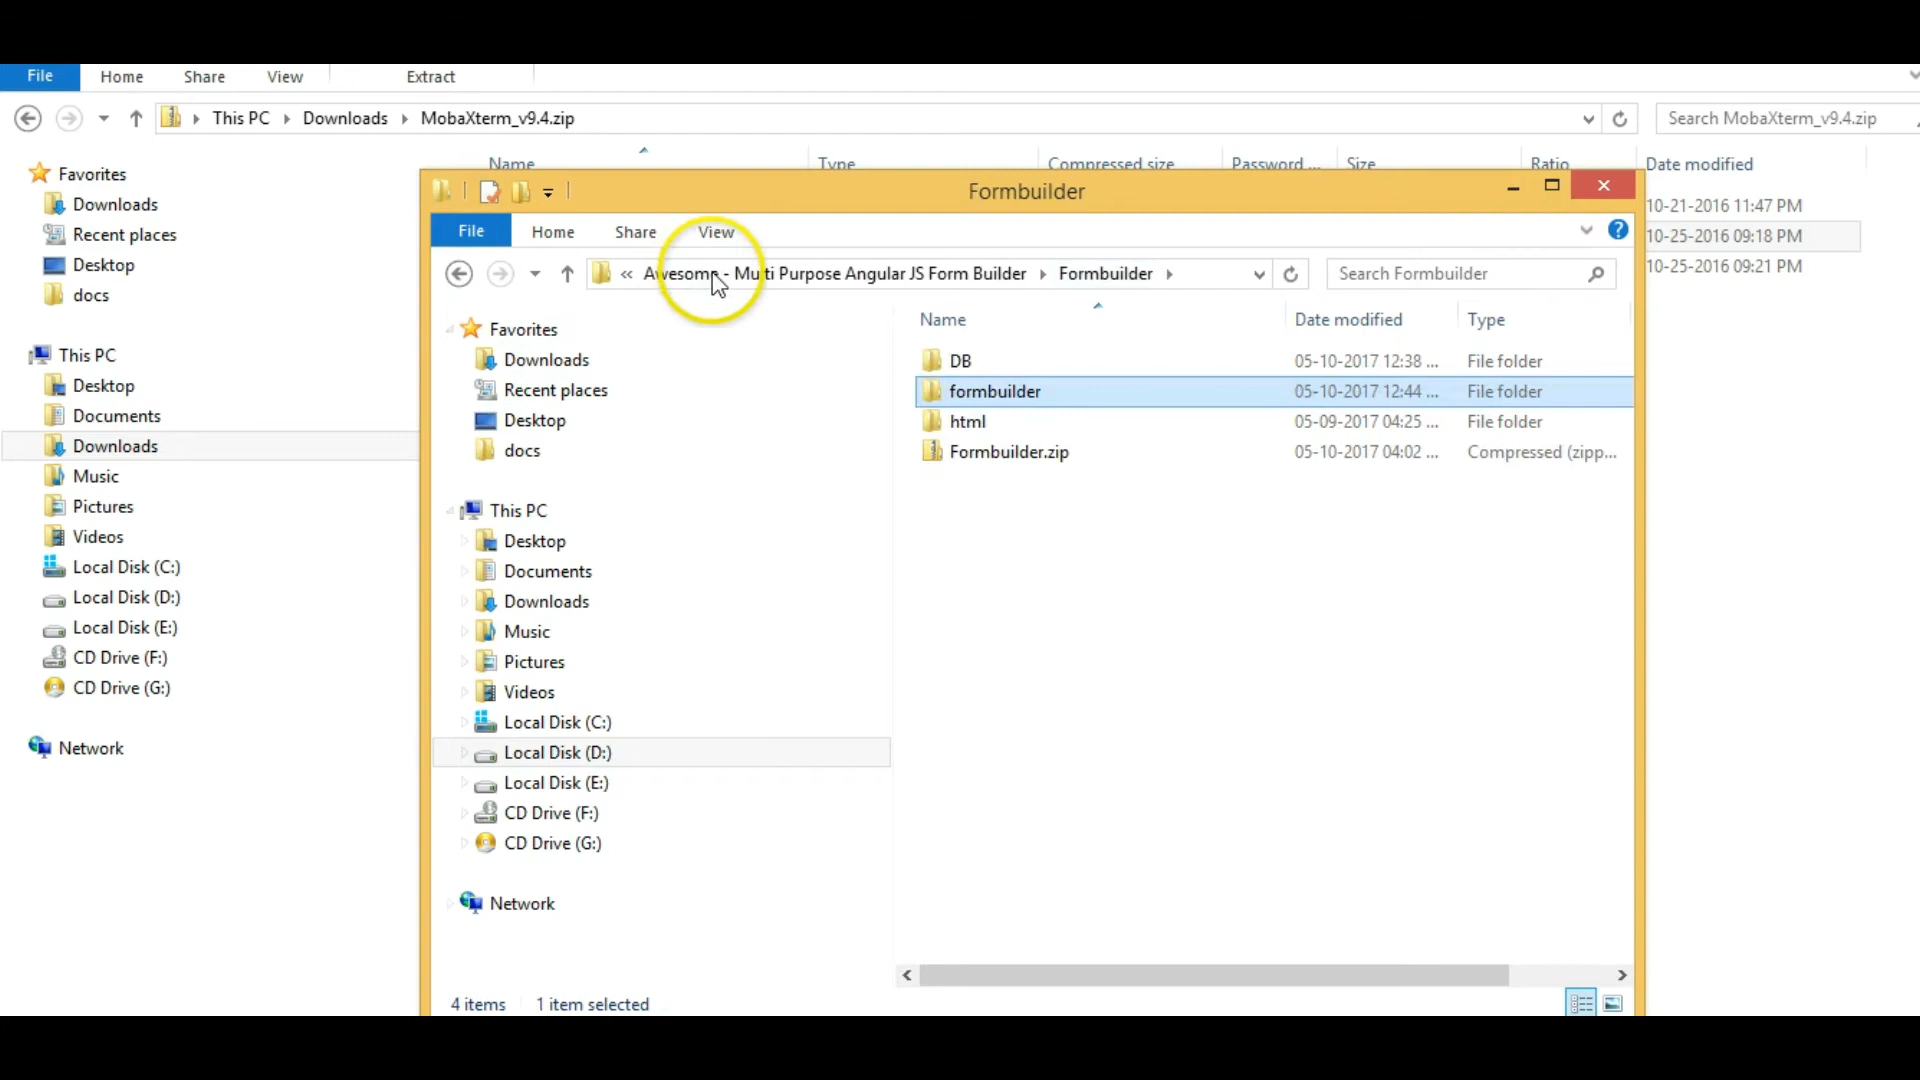 File Home Share View Extract
This PC Downloads MobaXterm_v9.4.zip Search MobaXterm_v9.4.zip
Name Type Compressed size Password ... Size Ratio Date modified
Favorites
Downloads
Recent places
Desktop
docs
This PC
Desktop
Documents
Downloads
Music
Pictures
Videos
Local Disk (C:)
Local Disk (D:)
Local Disk (E:)
CD Drive (F:)
CD Drive (G:)
Network
10-21-2016 11:47 PM
10-25-2016 09:18 PM
10-25-2016 09:21 PM
Formbuilder
File Home Share View
« Awesome - Multi Purpose Angular JS Form Builder Formbuilder Search Formbuilder
Favorites
Downloads
Recent places
Desktop
docs
This PC
Desktop
Documents
Downloads
Music
Pictures
Videos
Local Disk (C:)
Local Disk (D:)
Local Disk (E:)
CD Drive (F:)
CD Drive (G:)
Network
Name Date modified Type
DB 05-10-2017 12:38 ... File folder
formbuilder 05-10-2017 12:44 ... File folder
html 05-09-2017 04:25 ... File folder
Formbuilder.zip 05-10-2017 04:02 ... Compressed (zipp...
4 items 1 item selected